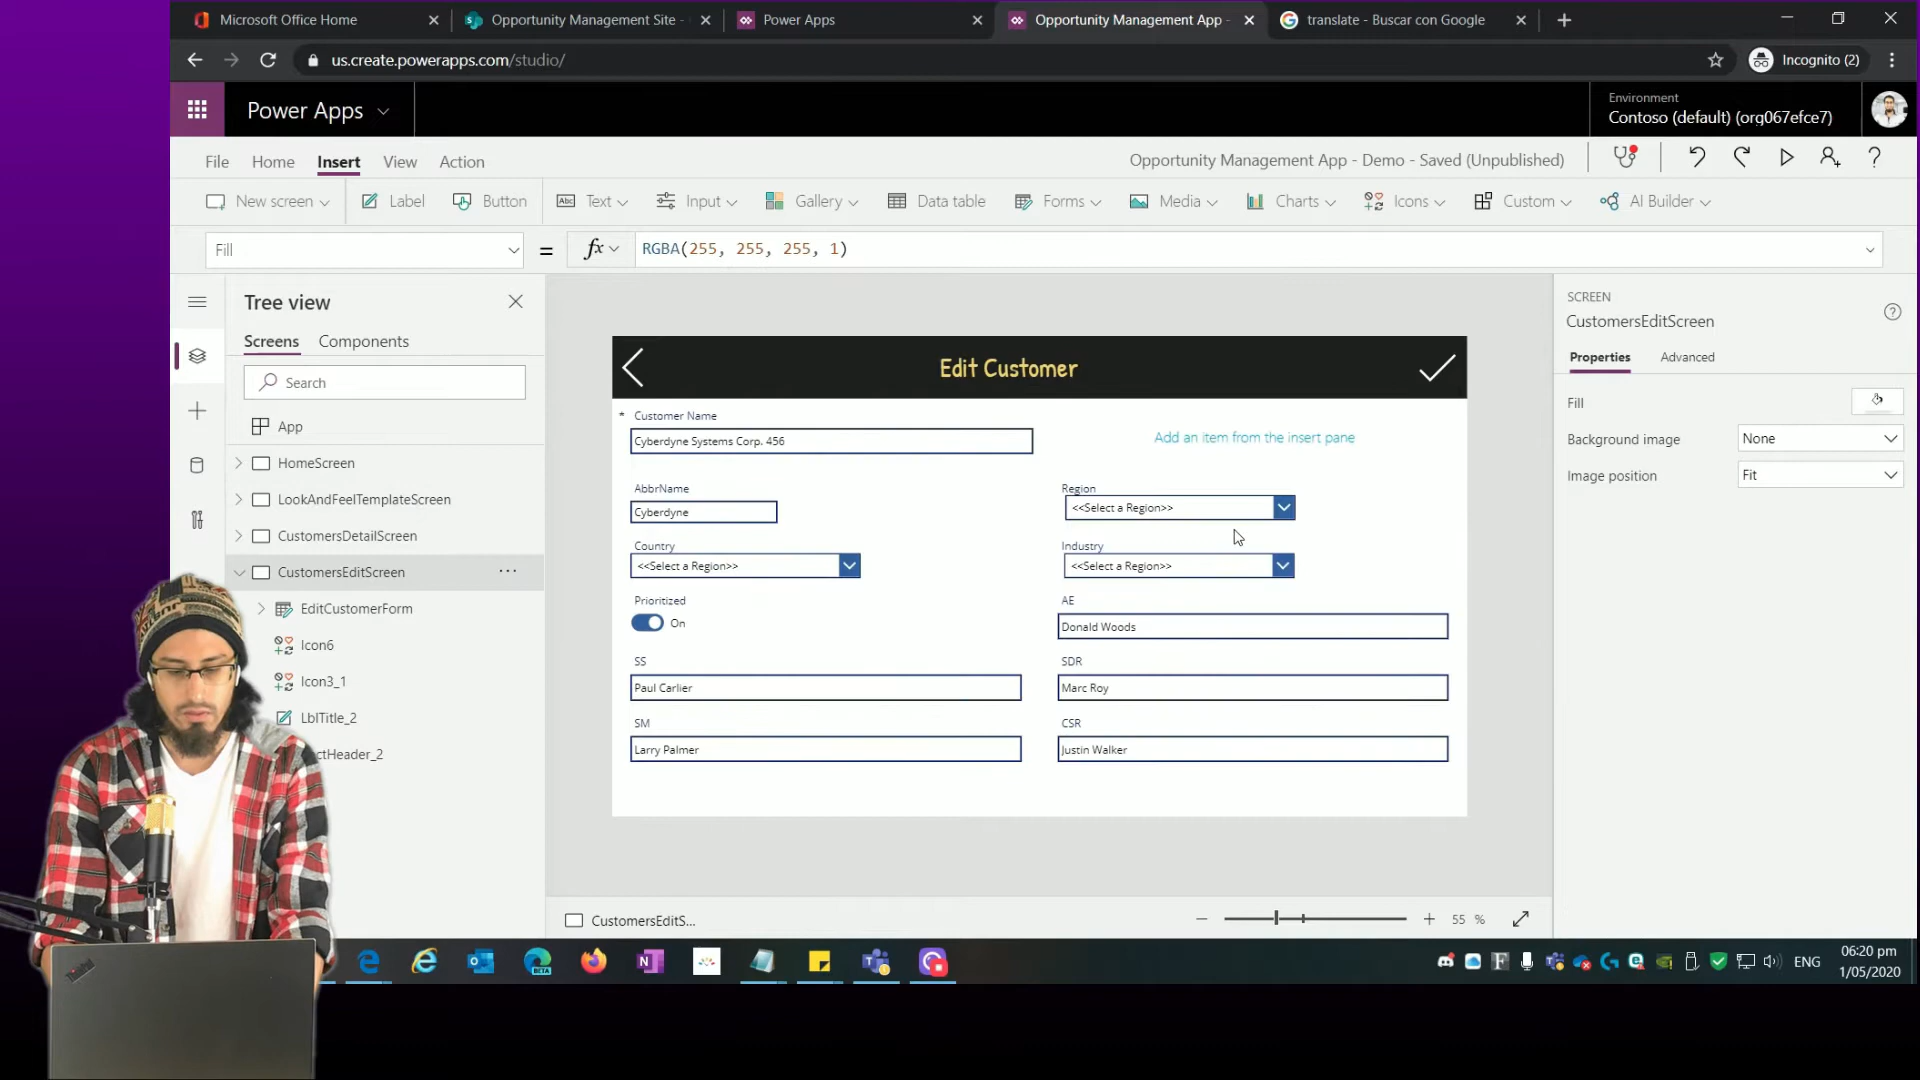 Microsoft Office Home
Opportunity Management Site -
Power Apps
Opportunity Management App -
translate - Buscar con Google
us.create.powerapps.com/studio/
Incognito (2)
Power Apps
Environment
Contoso (default) (org067efce7)
File
Home
Insert
View
Action
Opportunity Management App - Demo - Saved (Unpublished)
New screen
Label
Button
Abc
Text
Input
Gallery
Data table
Forms
Media
Charts
Icons
Custom
AI Builder
Fill
=
fx
RGBA(255, 255, 255, 1)
Tree view
Screens
Components
Search
App
HomeScreen
LookAndFeelTemplateScreen
CustomersDetailScreen
CustomersEditScreen
EditCustomerForm
Icon6
Icon3_1
LblTitle_2
ctHeader_2
Edit Customer
* Customer Name
Cyberdyne Systems Corp. 456
Add an item from the insert pane
AbbrName
Cyberdyne
Region
<<Select a Region>>
Country
<<Select a Region>>
Industry
<<Select a Region>>
Prioritized
On
AE
Donald Woods
SS
Paul Carlier
SDR
Marc Roy
SM
Larry Palmer
CSR
Justin Walker
CustomersEditS...
55 %
SCREEN
CustomersEditScreen
Properties
Advanced
Fill
Background image
None
Image position
Fit
BETA
ENG
06:20 pm
1/05/2020